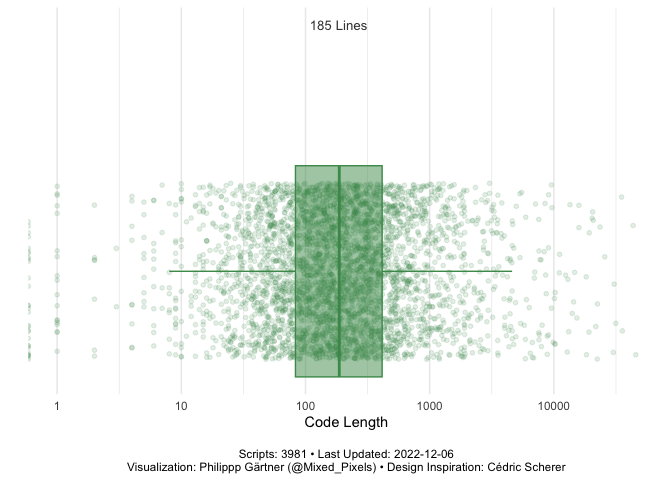 185 Lines
1 10 100 1000 10000
Code Length
Scripts: 3981 • Last Updated: 2022-12-06
Visualization: Philippp Gärtner (@Mixed_Pixels) • Design Inspiration: Cédric Scherer